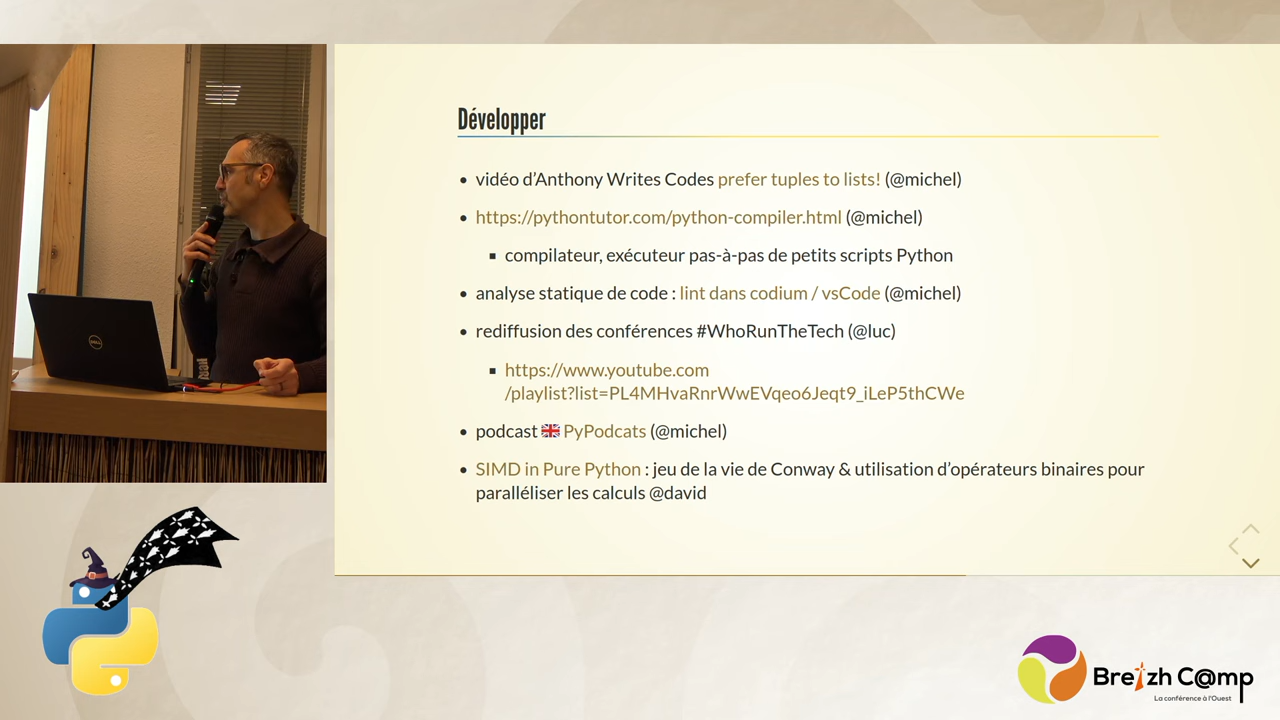 Développer
• vidéo d’Anthony Writes Codes prefer tuples to lists! (@michel)
• https://pythontutor.com/python-compiler.html (@michel)
▪ compilateur, exécuteur pas-à-pas de petits scripts Python
• analyse statique de code : lint dans codium / vsCode (@michel)
• rediffusion des conférences #WhoRunTheTech (@luc)
▪ https://www.youtube.com
/playlist?list=PL4MHvaRnrWwEVqeo6Jeqt9_iLeP5thCWe
• podcast 🇬🇧 PyPodcats (@michel)
• SIMD in Pure Python : jeu de la vie de Conway & utilisation d’opérateurs binaires pour
paralléliser les calculs @david
DELL
Breizh C@mp
La conférence à l'Ouest